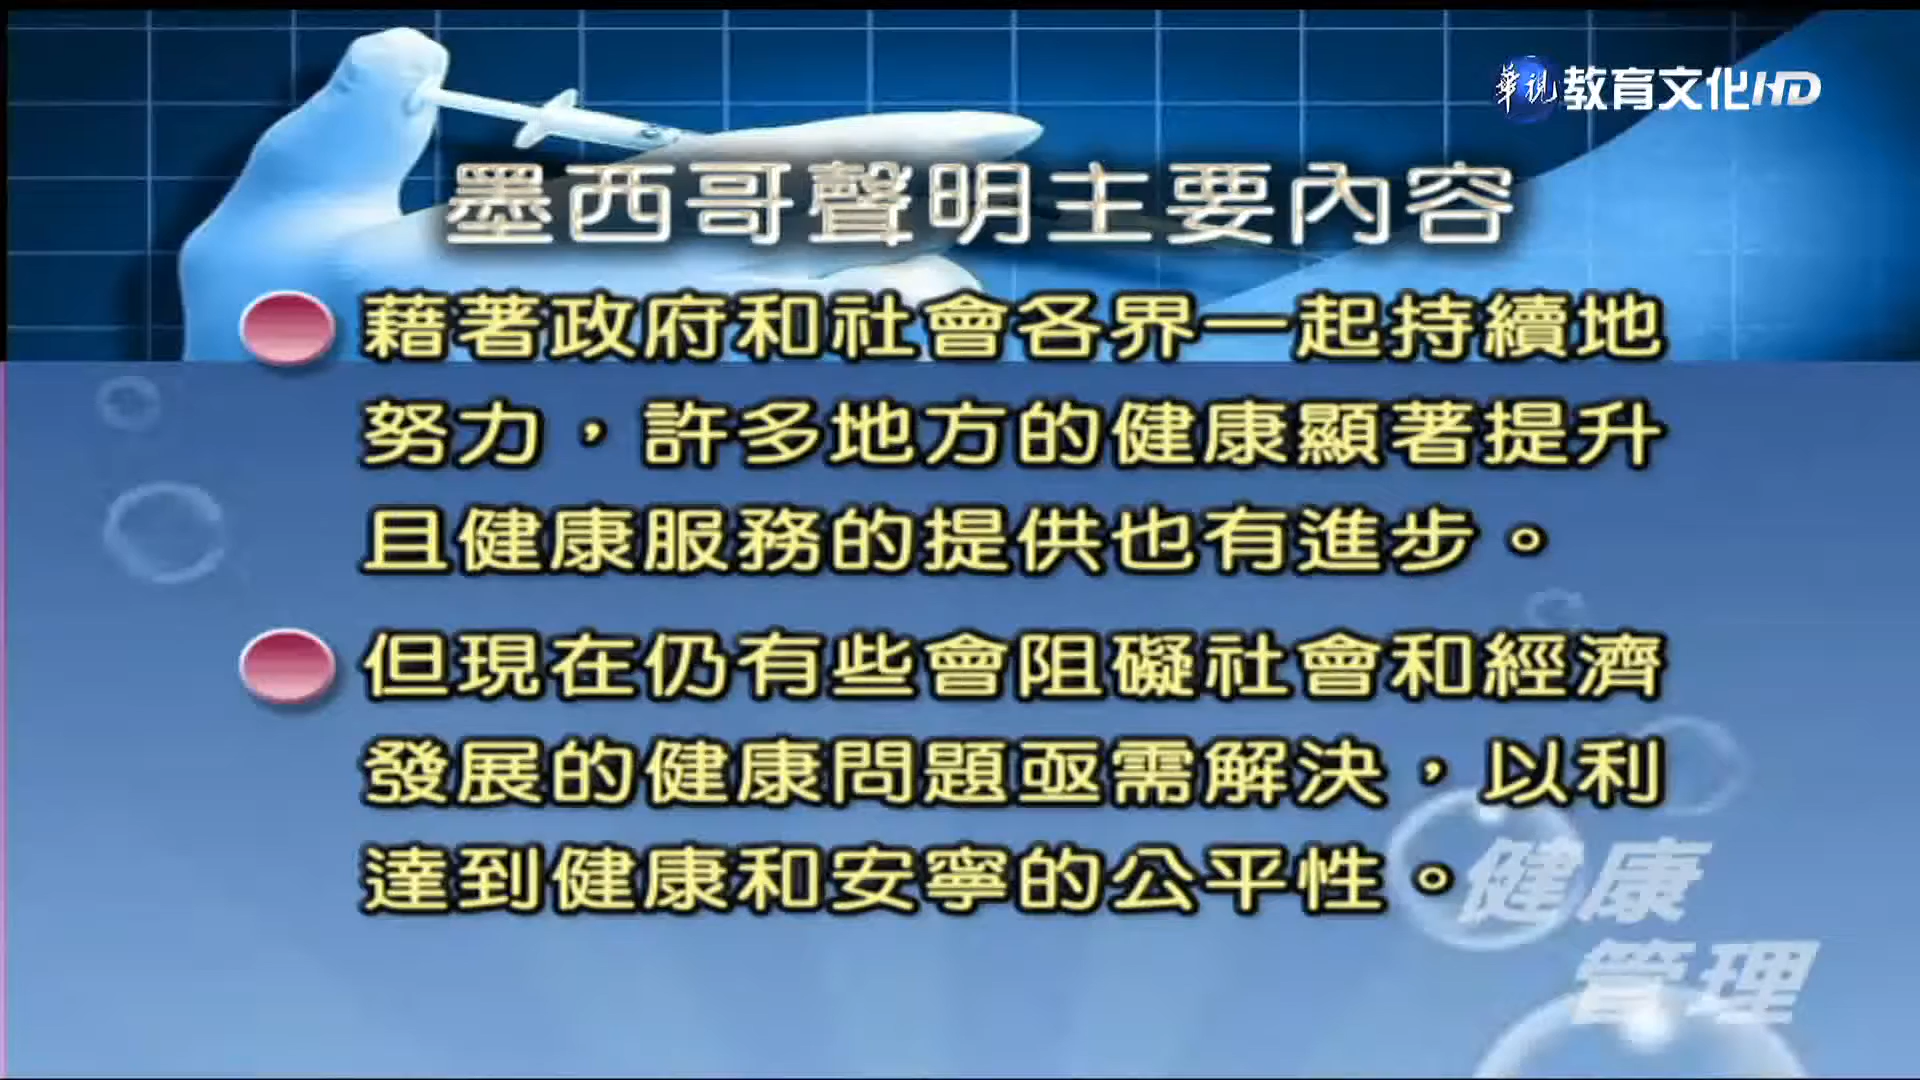 華視 教育文化HD
墨西哥聲明主要內容
藉著政府和社會各界一起持續地
努力，許多地方的健康顯著提升
且健康服務的提供也有進步。
但現在仍有些會阻礙社會和經濟
發展的健康問題亟需解決，以利
達到健康和安寧的公平性。
健康
管理